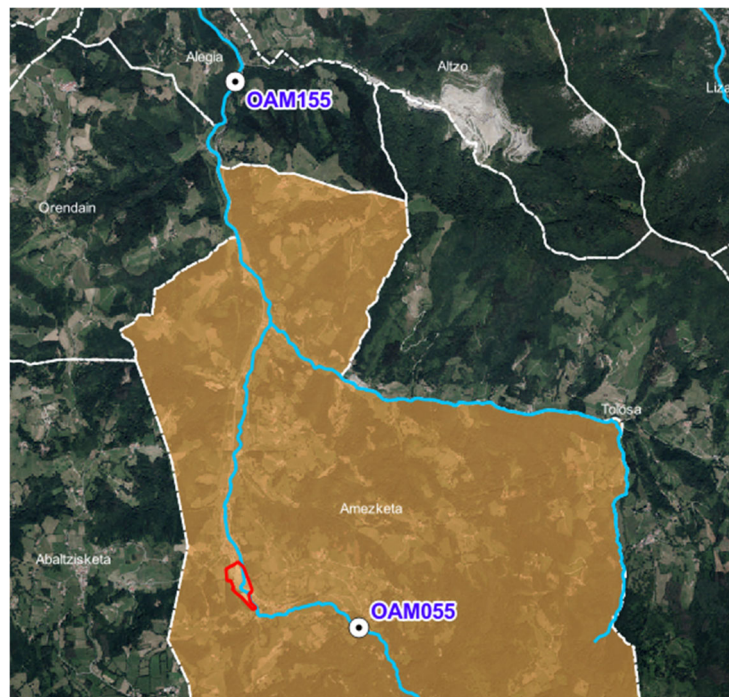 Alegia
Altzo
OAM155
Liza
Orendain
Tolosa
Amezketa
Abaltzisketa
OAM055